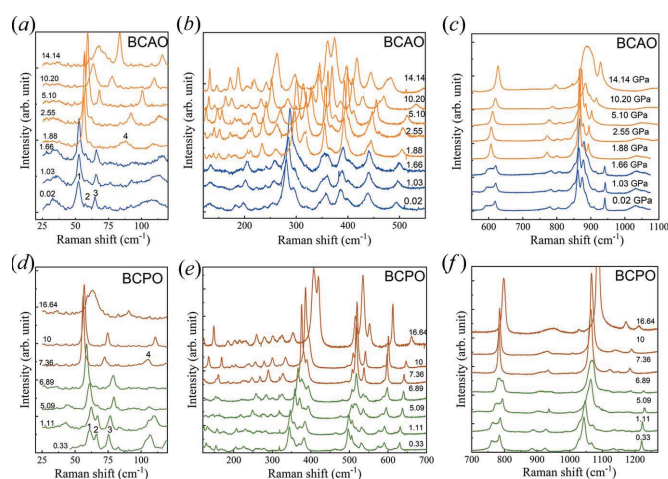 (a) BCAO
Intensity (arb. unit)
14.14
10.20
5.10
2.55
1.88
4
1.66
1.03
1
2 3
0.02
25 50 75 100
Raman shift (cm-1)
(b) BCAO
Intensity (arb. unit)
14.14
10.20
5.10
2.55
1.88
1.66
1.03
0.02
200 300 400 500
Raman shift (cm-1)
(c) BCAO
Intensity (arb. unit)
14.14 GPa
10.20 GPa
5.10 GPa
2.55 GPa
1.88 GPa
1.66 GPa
1.03 GPa
0.02 GPa
600 700 800 900 1000 1100
Raman shift (cm-1)
(d) BCPO
Intensity (arb. unit)
16.64
10
7.36
4
6.89
5.09
1.11
1 2 3
0.33
25 50 75 100
Raman shift (cm-1)
(e) BCPO
Intensity (arb. unit)
16.64
10
7.36
6.89
5.09
1.11
0.33
200 300 400 500 600 700
Raman shift (cm-1)
(f) BCPO
Intensity (arb. unit)
16.64
10
7.36
6.89
5.09
1.11
0.33
700 800 900 1000 1100 1200
Raman shift (cm-1)